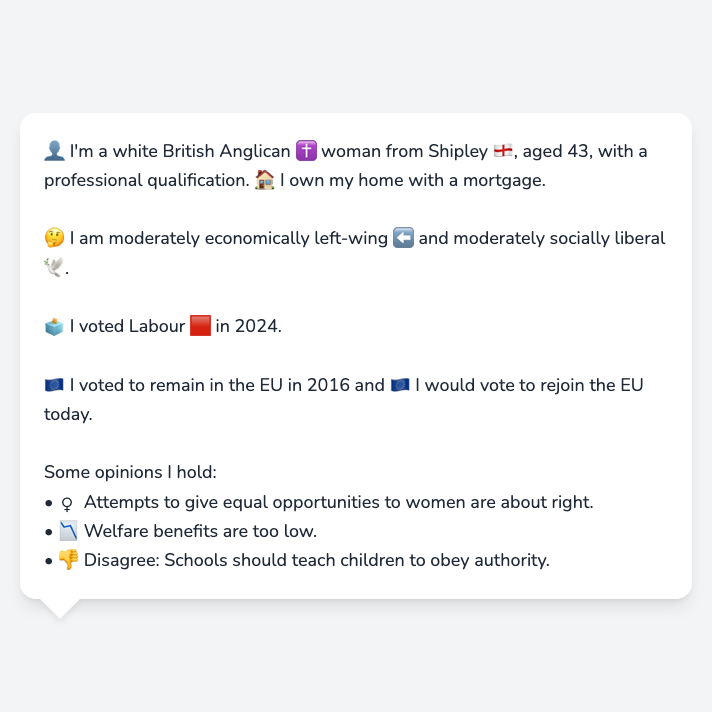 👤 I'm a white British Anglican ✝️ woman from Shipley 🏴󠁧󠁢󠁥󠁮󠁧󠁿, aged 43, with a
professional qualification. 🏠 I own my home with a mortgage.
🤔 I am moderately economically left-wing ⬅️ and moderately socially liberal
🕊️.
🗳️ I voted Labour 🟥 in 2024.
🇪🇺 I voted to remain in the EU in 2016 and 🇪🇺 I would vote to rejoin the EU
today.
Some opinions I hold:
• ♀ Attempts to give equal opportunities to women are about right.
• 📉 Welfare benefits are too low.
• 👎 Disagree: Schools should teach children to obey authority.